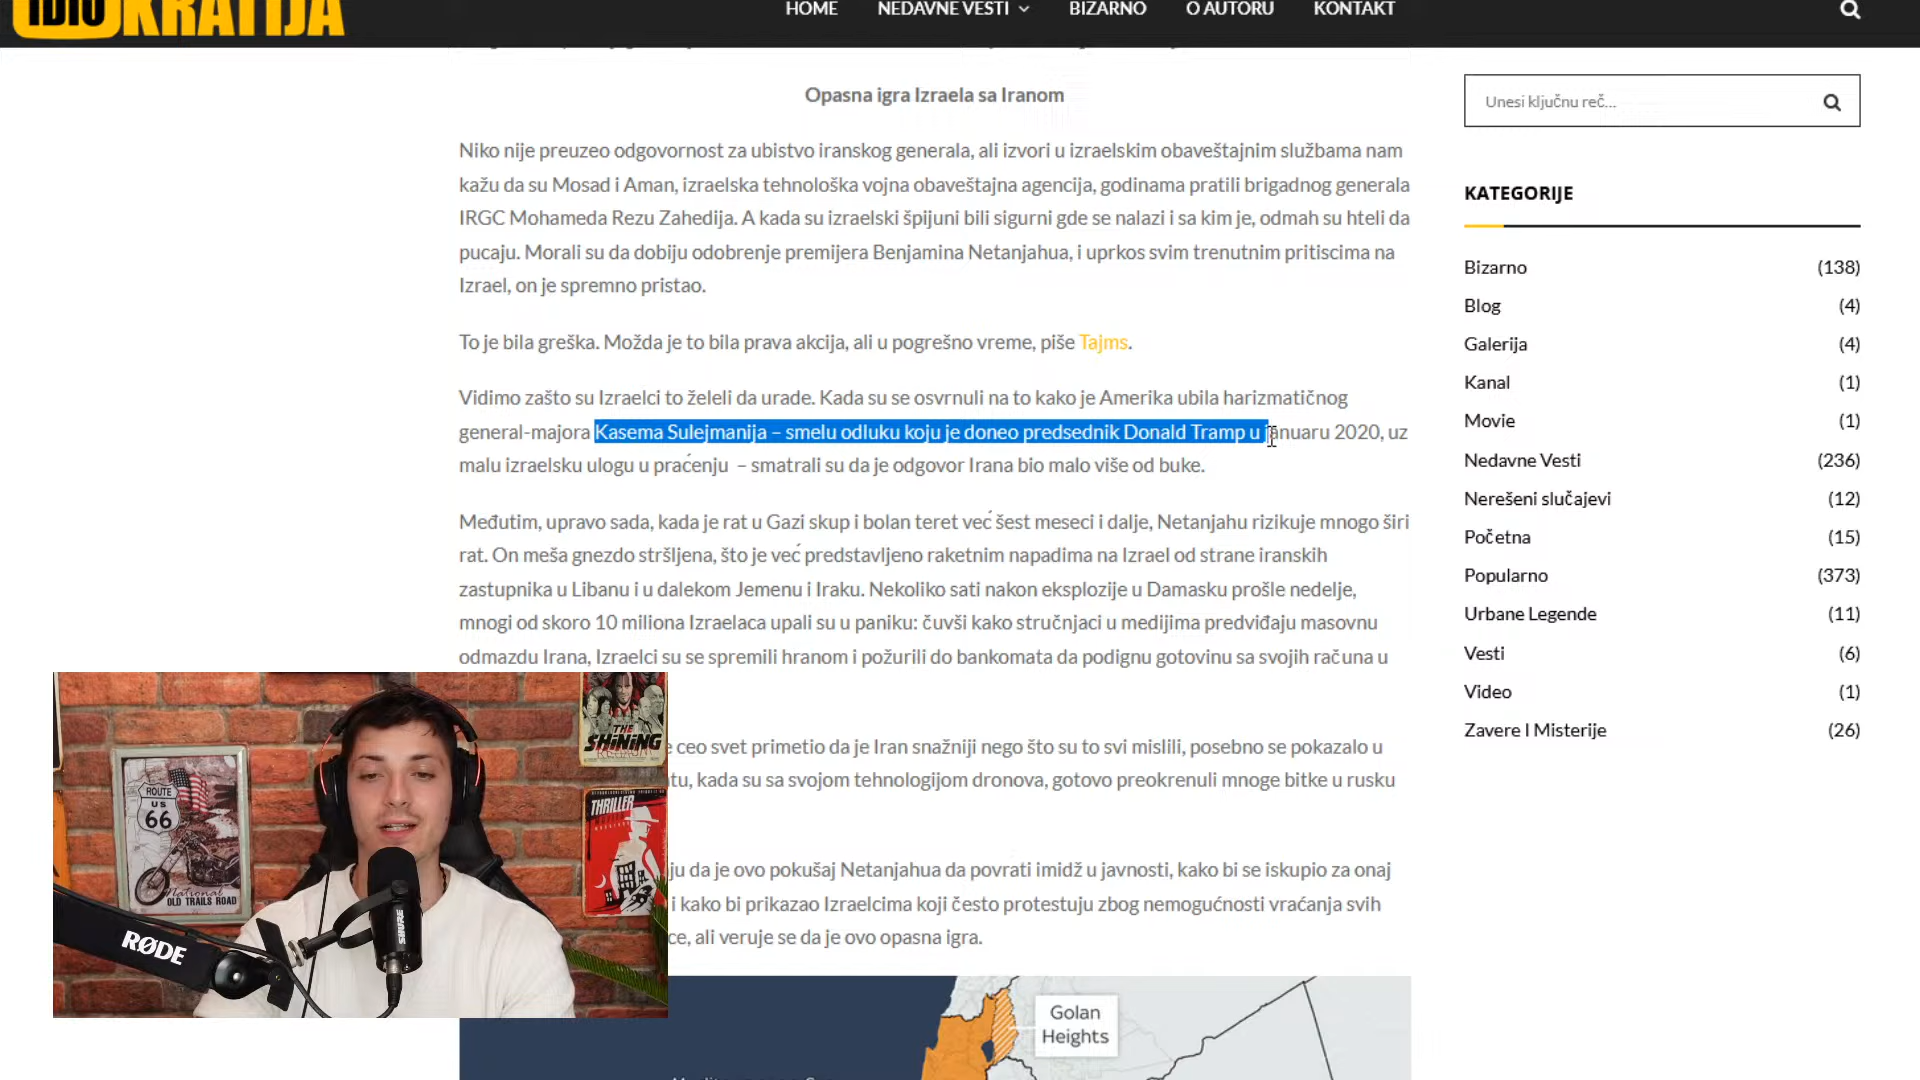 IDIOKRATIJA
HOME NEDAVNE VESTI BIZARNO O AUTORU KONTAKT
Opasna igra Izraela sa Iranom
Niko nije preuzeo odgovornost za ubistvo iranskog generala, ali izvori u izraelskim obaveštajnim službama nam
kažu da su Mosad i Aman, izraelska tehnološka vojna obaveštajna agencija, godinama pratili brigadnog generala
IRGC Mohameda Rezu Zahedija. A kada su izraelski špijuni bili sigurni gde se nalazi i sa kim je, odmah su hteli da
pucaju. Morali su da dobiju odobrenje premijera Benjamina Netanjahua, i uprkos svim trenutnim pritiscima na
Izrael, on je spremno pristao.
To je bila greška. Možda je to bila prava akcija, ali u pogrešno vreme, piše Tajms.
Vidimo zašto su Izraelci to želeli da urade. Kada su se osvrnuli na to kako je Amerika ubila harizmatičnog
general-majora Kasema Sulejmanija – smelu odluku koju je doneo predsednik Donald Tramp u januaru 2020, uz
malu izraelsku ulogu u praćenju – smatrali su da je odgovor Irana bio malo više od buke.
Međutim, upravo sada, kada je rat u Gazi skup i bolan teret već šest meseci i dalje, Netanjahu rizikuje mnogo širi
rat. On meša gnezdo stršljena, što je već predstavljeno raketnim napadima na Izrael od strane iranskih
zastupnika u Libanu i u dalekom Jemenu i Iraku. Nekoliko sati nakon eksplozije u Damasku prošle nedelje,
mnogi od skoro 10 miliona Izraelaca upali su u paniku: čuvši kako stručnjaci u medijima predviđaju masovnu
odmazdu Irana, Izraelci su se spremili hranom i požurili do bankomata da podignu gotovinu sa svojih računa u
ceo svet primetio da je Iran snažniji nego što su to svi mislili, posebno se pokazalo u
tu, kada su sa svojom tehnologijom dronova, gotovo preokrenuli mnoge bitke u rusku
ju da je ovo pokušaj Netanjahua da povrati imidž u javnosti, kako bi se iskupio za onaj
i kako bi prikazao Izraelcima koji često protestuju zbog nemogućnosti vraćanja svih
ce, ali veruje se da je ovo opasna igra.
Golan
Heights
Unesi ključnu reč...
KATEGORIJE
Bizarno (138)
Blog (4)
Galerija (4)
Kanal (1)
Movie (1)
Nedavne Vesti (236)
Nerešeni slučajevi (12)
Početna (15)
Popularno (373)
Urbane Legende (11)
Vesti (6)
Video (1)
Zavere I Misterije (26)
ROUTE
US
66
National
OLD TRAILS ROAD
THE
SHINING
THRILLER
RØDE
SHURE